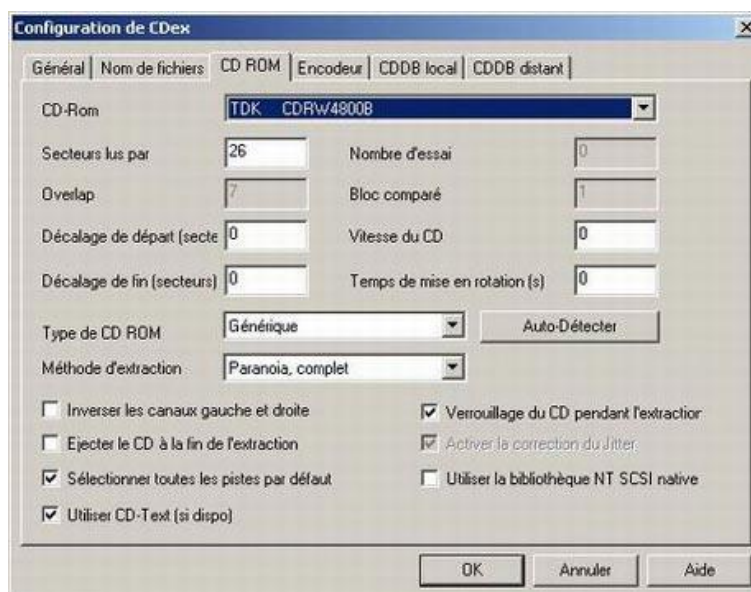 Configuration de CDex
Général Nom de fichiers CD ROM Encodeur CDDB local CDDB distant
CD-Rom TDK CDRW4800B
Secteurs lus par 26 Nombre d'essai 0
Overlap 7 Bloc comparé 1
Décalage de départ (secte 0 Vitesse du CD 0
Décalage de fin (secteurs) 0 Temps de mise en rotation (s) 0
Type de CD ROM Générique Auto-Détecter
Méthode d'extraction Paranoia, complet
Inverser les canaux gauche et droite Verrouillage du CD pendant l'extractior
Ejecter le CD à la fin de l'extraction Activer la correction du Jitter
Sélectionner toutes les pistes par défaut Utiliser la bibliothèque NT SCSI native
Utiliser CD-Text (si dispo)
OK Annuler Aide